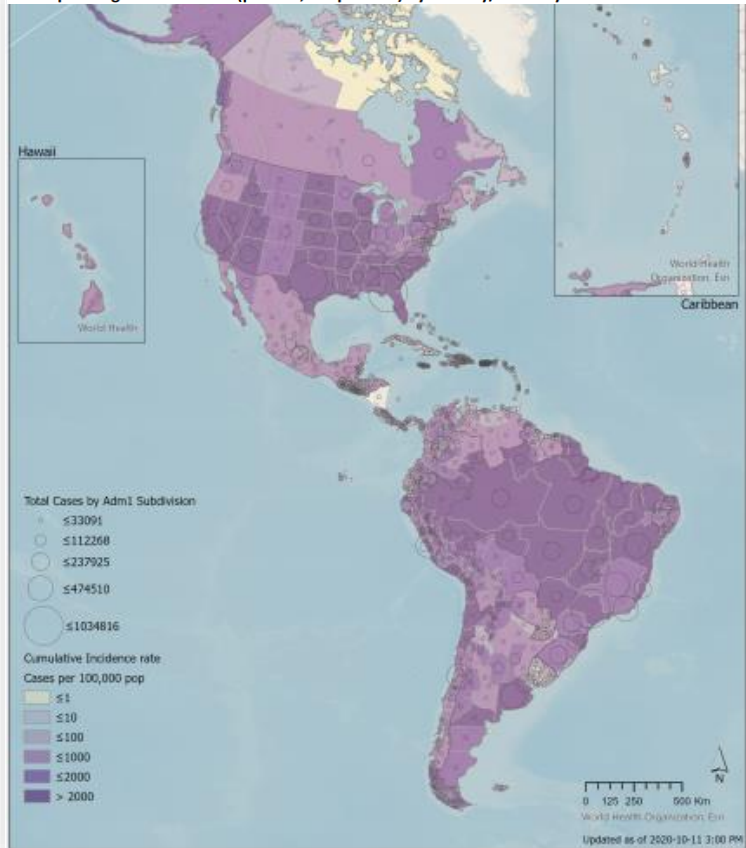 Hawaii
World Health
World Health
Organization, Esri
Caribbean
Total Cases by Adm1 Subdivision
≤33091
≤112268
≤237925
≤474510
≤1034816
Cumulative Incidence rate
Cases per 100,000 pop
≤1
≤10
≤100
≤1000
≤2000
> 2000
N
0 125 250 500 Km
World Health Organization, Esri
Updated as of 2020-10-11 3:00 PM